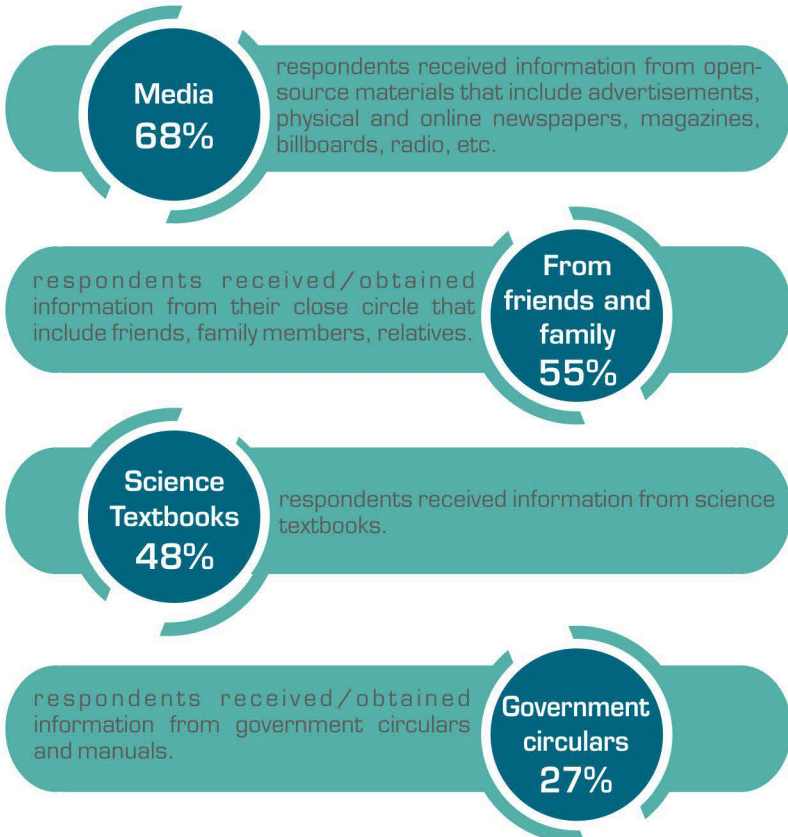 Media
68%
respondents received information from open-
source materials that include advertisements,
physical and online newspapers, magazines,
billboards, radio, etc.
respondents received/obtained
information from their close circle that
include friends, family members, relatives.
From
friends and
family
55%
Science
Textbooks
48%
respondents received information from science
textbooks.
respondents received/obtained
information from government circulars
and manuals.
Government
circulars
27%